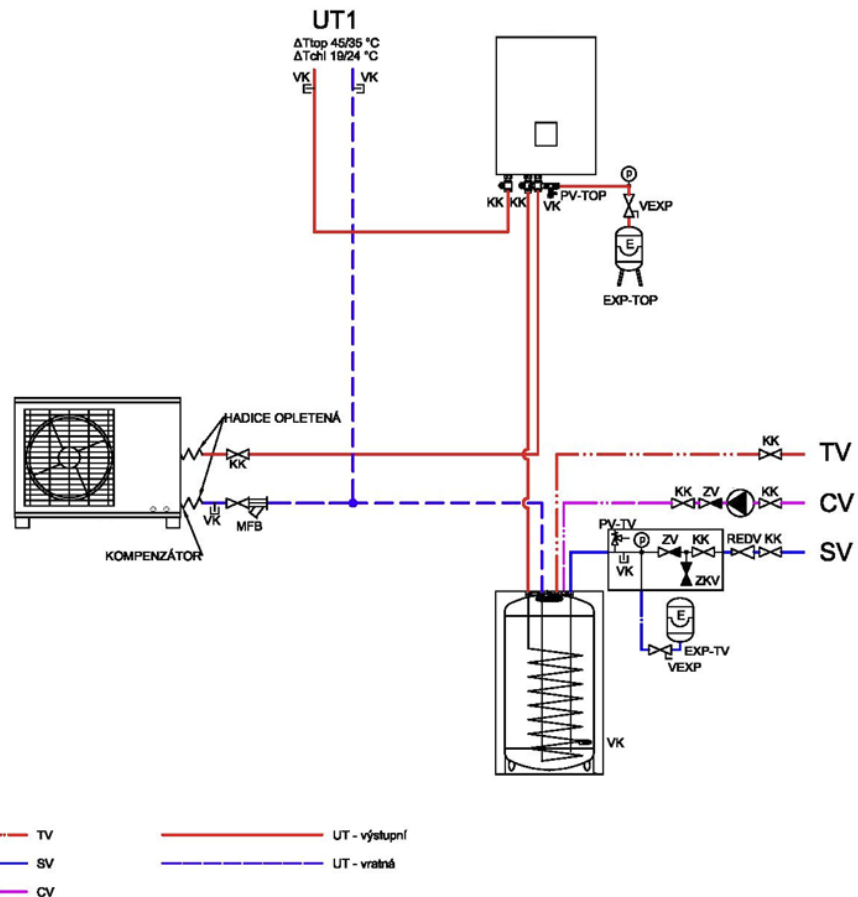 UT1
ΔTtop 45/35 °C
ΔTchl 19/24 °C
VK
VK
P
KK
KK
VK
PV-TOP
VEXP
E
EXP-TOP
HADICE OPLETENÁ
KK
KK
TV
VK
MFB
KK
ZV
KK
CV
KOMPENZÁTOR
PV-TV
P
ZV
KK
REDV
KK
SV
VK
ZKV
E
EXP-TV
VEXP
VK
TV
UT - výstupní
SV
UT - vratná
CV